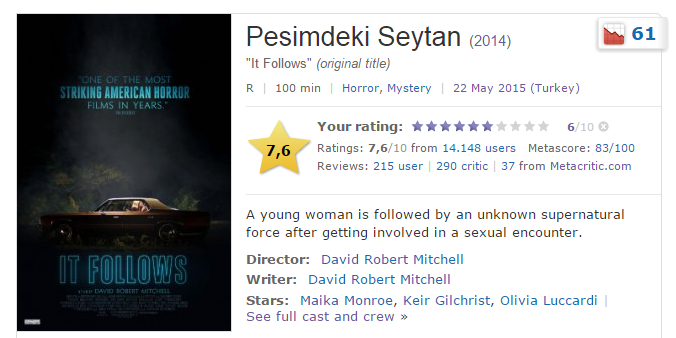 Pesimdeki Seytan (2014)
61
"It Follows" (original title)
R | 100 min | Horror, Mystery | 22 May 2015 (Turkey)
"ONE OF THE MOST
STRIKING AMERICAN HORROR
FILMS IN YEARS."
7,6
Your rating: 6/10
Ratings: 7,6/10 from 14.148 users Metascore: 83/100
Reviews: 215 user | 290 critic | 37 from Metacritic.com
A young woman is followed by an unknown supernatural
force after getting involved in a sexual encounter.
Director: David Robert Mitchell
Writer: David Robert Mitchell
Stars: Maika Monroe, Keir Gilchrist, Olivia Luccardi |
See full cast and crew »
IT FOLLOWS
DAVID ROBERT MITCHELL